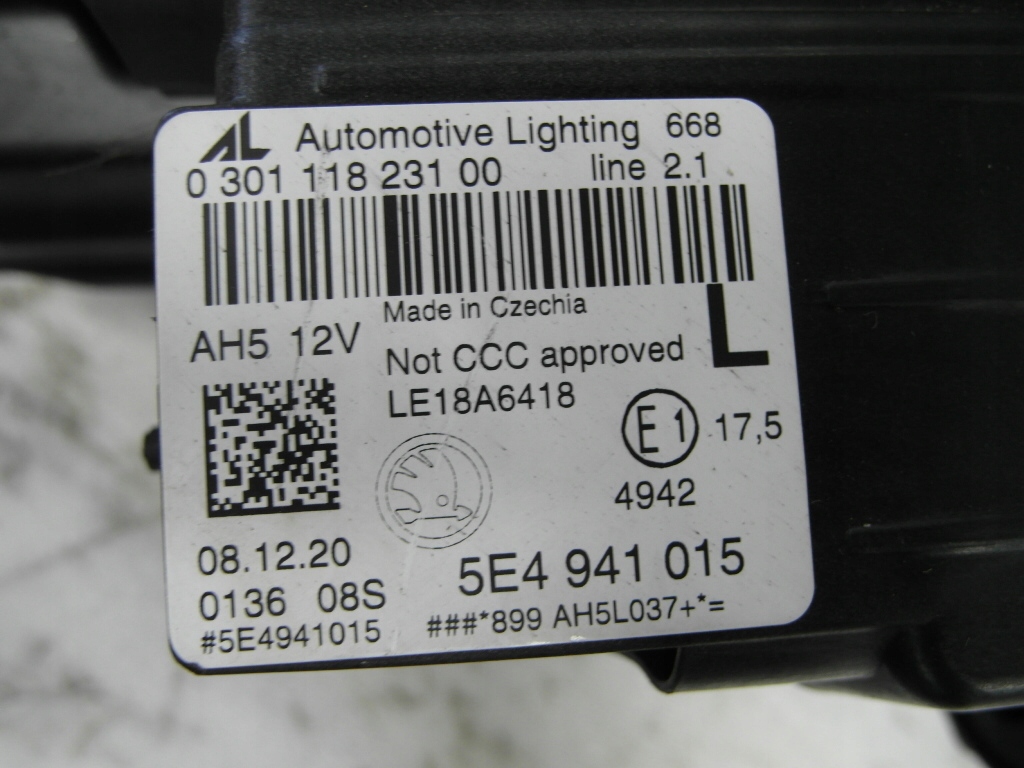 AL Automotive Lighting 668
0 301 118 231 00 line 2.1
Made in Czechia
L
AH5 12V
Not CCC approved
LE18A6418
E1 17,5
4942
08.12.20
5E4 941 015
0136 08S
#5E4941015
###*899 AH5L037+*=